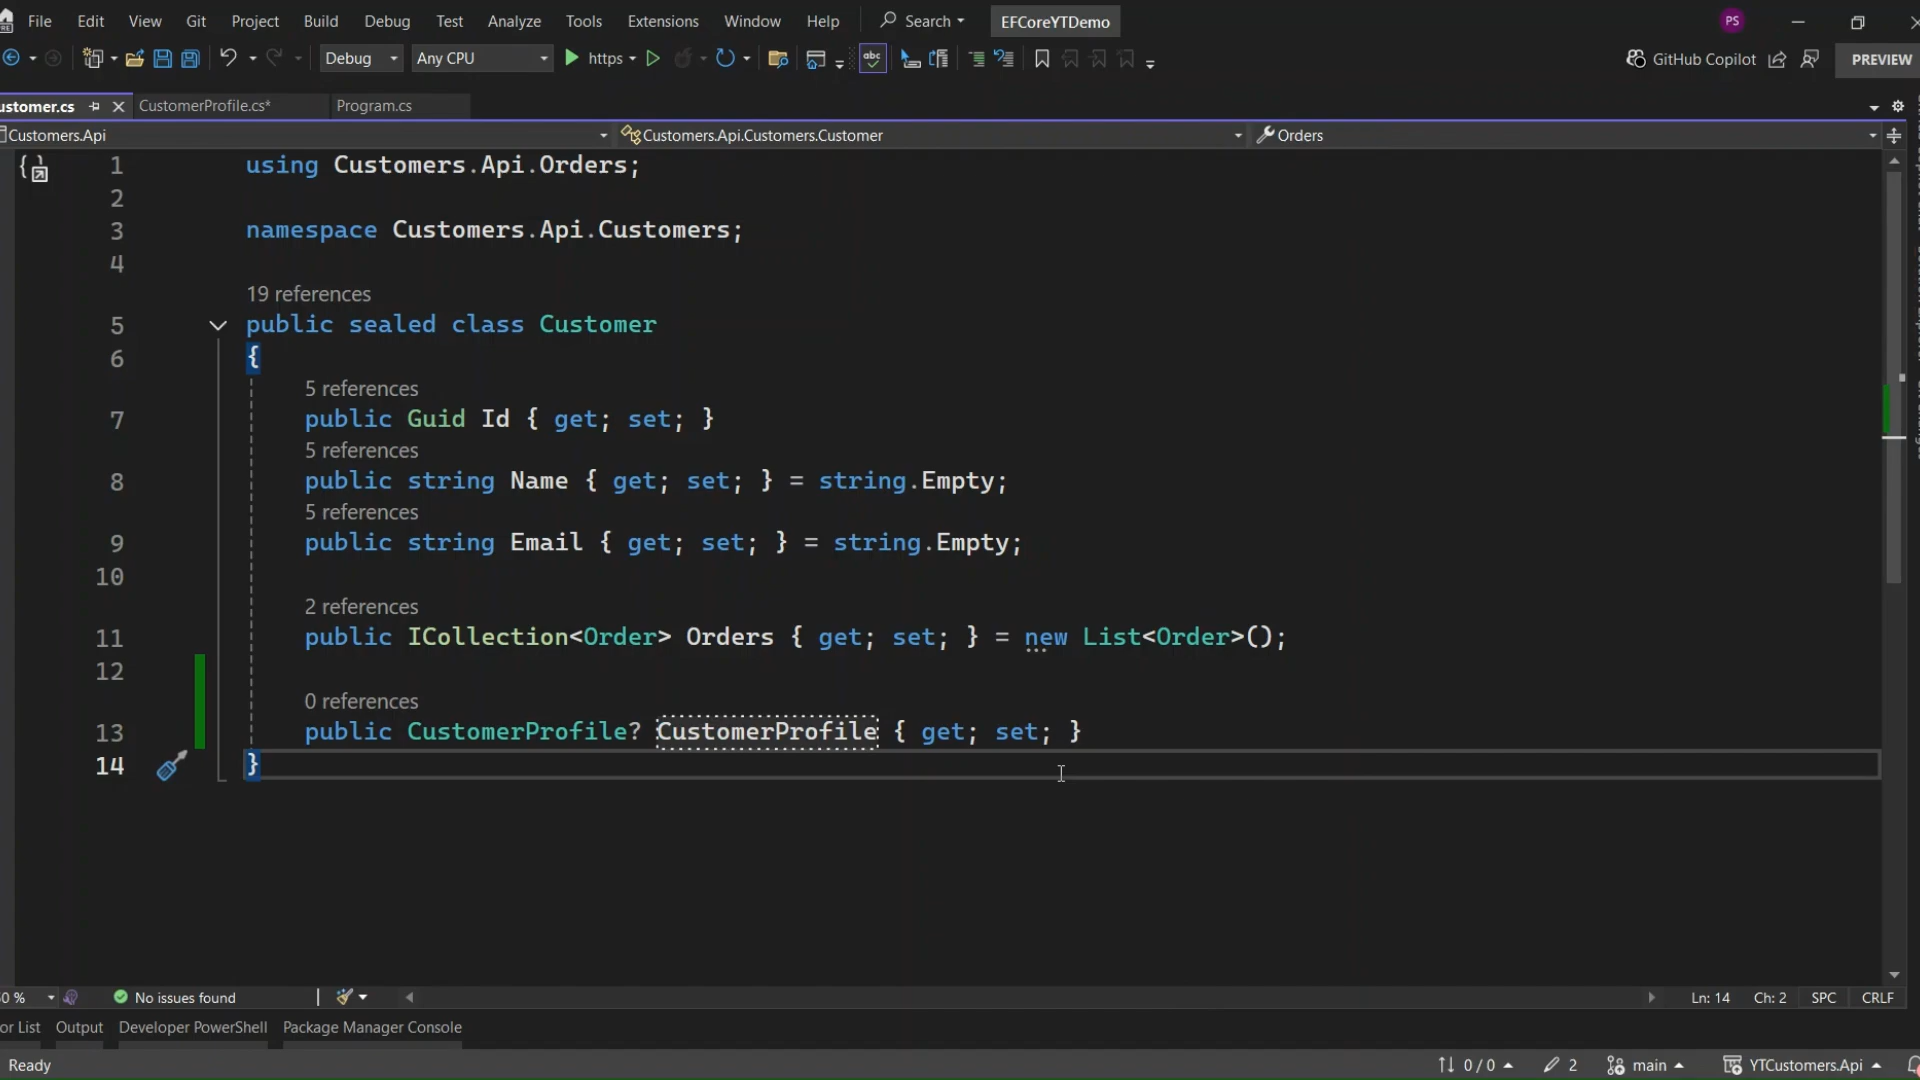 File Edit View Git Project Build Debug Test Analyze Tools Extensions Window Help Search EFCoreYTDemo PS
Debug Any CPU https abc GitHub Copilot PREVIEW
ustomer.cs CustomerProfile.cs* Program.cs
Customers.Api Customers.Api.Customers.Customer Orders
1 using Customers.Api.Orders;
2
3 namespace Customers.Api.Customers;
4
19 references
5 public sealed class Customer
6 {
5 references
7 public Guid Id { get; set; }
5 references
8 public string Name { get; set; } = string.Empty;
5 references
9 public string Email { get; set; } = string.Empty;
10
2 references
11 public ICollection<Order> Orders { get; set; } = new List<Order>();
12
0 references
13 public CustomerProfile? CustomerProfile { get; set; }
14 }
0 % No issues found Ln: 14 Ch: 2 SPC CRLF
or List Output Developer PowerShell Package Manager Console
Ready 0 / 0 2 main YTCustomers.Api